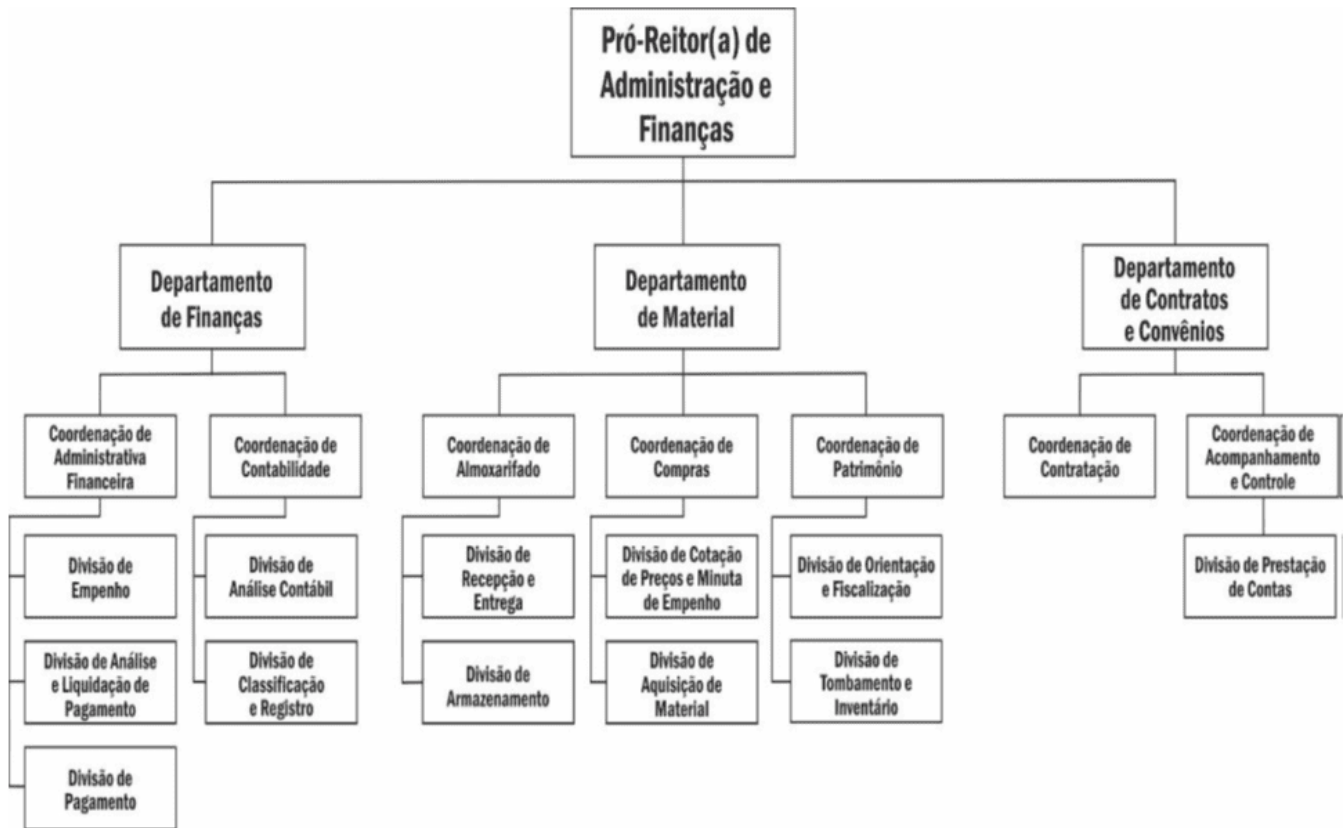 Pró-Reitor(a) de
Administração e
Finanças
Departamento
de Finanças
Departamento
de Material
Departamento
de Contratos
e Convênios
Coordenação de
Administrativa
Financeira
Coordenação de
Contabilidade
Coordenação de
Almoxarifado
Coordenação de
Compras
Coordenação de
Patrimônio
Coordenação de
Contratação
Coordenação de
Acompanhamento
e Controle
Divisão de
Empenho
Divisão de
Análise Contábil
Divisão de
Recepção e
Entrega
Divisão de Cotação
de Preços e Minuta
de Empenho
Divisão de Orientação
e Fiscalização
Divisão de Prestação
de Contas
Divisão de Análise
e Liquidação de
Pagamento
Divisão de
Classificação
e Registro
Divisão de
Armazenamento
Divisão de
Aquisição de
Material
Divisão de
Tombamento e
Inventário
Divisão de
Pagamento